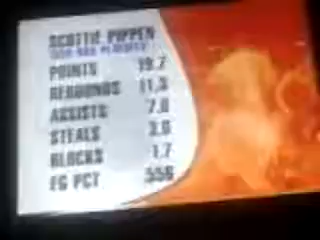 SCOTTIE PIPPEN
PLAYOFFS
POINTS 19.7
REBOUNDS 11.3
ASSISTS 7.0
STEALS 3.0
BLOCKS 1.7
FG PCT .556